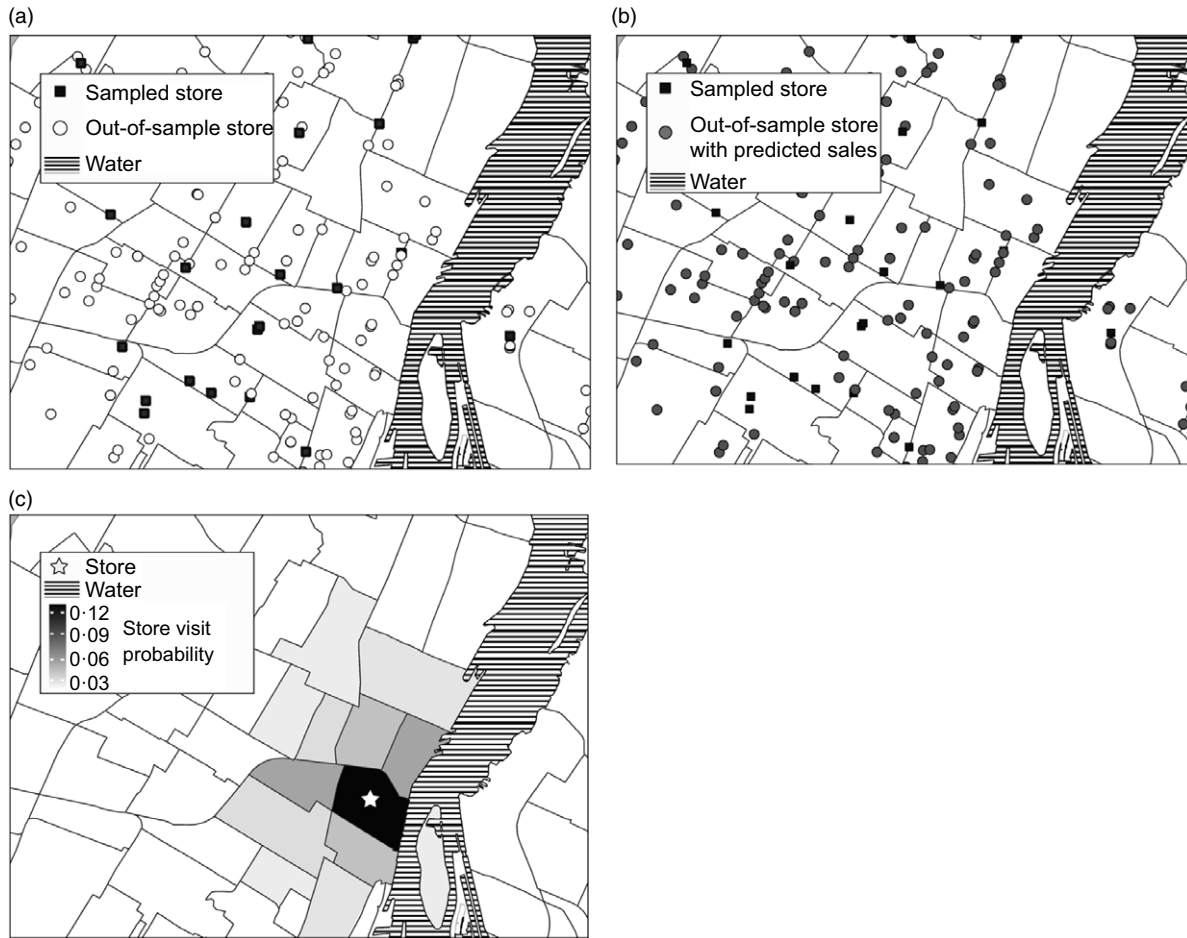 (a)
Sampled store
Out-of-sample store
Water
(b)
Sampled store
Out-of-sample store
with predicted sales
Water
(c)
Store
Water
0·12
0·09
0·06
0·03
Store visit
probability